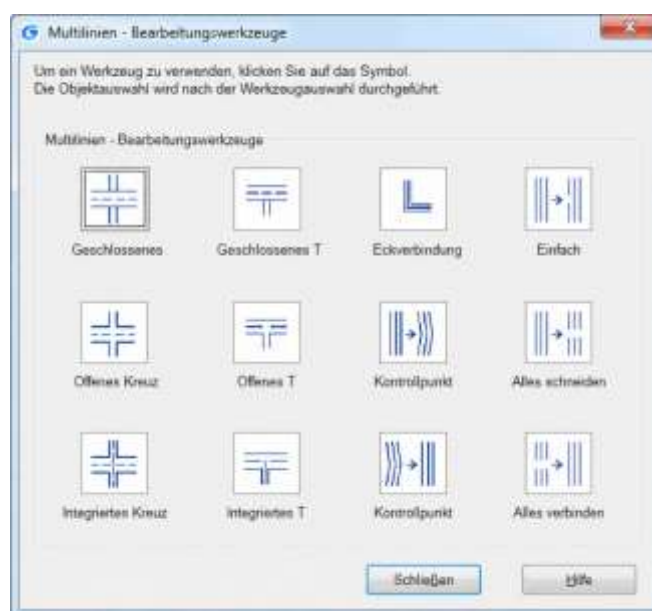 Multilinien - Bearbeitungswerkzeuge
Um ein Werkzeug zu verwenden, klicken Sie auf das Symbol.
Die Objektauswahl wird nach der Werkzeugauswahl durchgeführt.
Multilinien - Bearbeitungswerkzeuge
Geschlossenes
Geschlossenes T
Eckverbindung
Einfach
Offenes Kreuz
Offenes T
Kontrollpunkt
Alles schneiden
Integriertes Kreuz
Integriertes T
Kontrollpunkt
Alles verbinden
Schließen
Hilfe